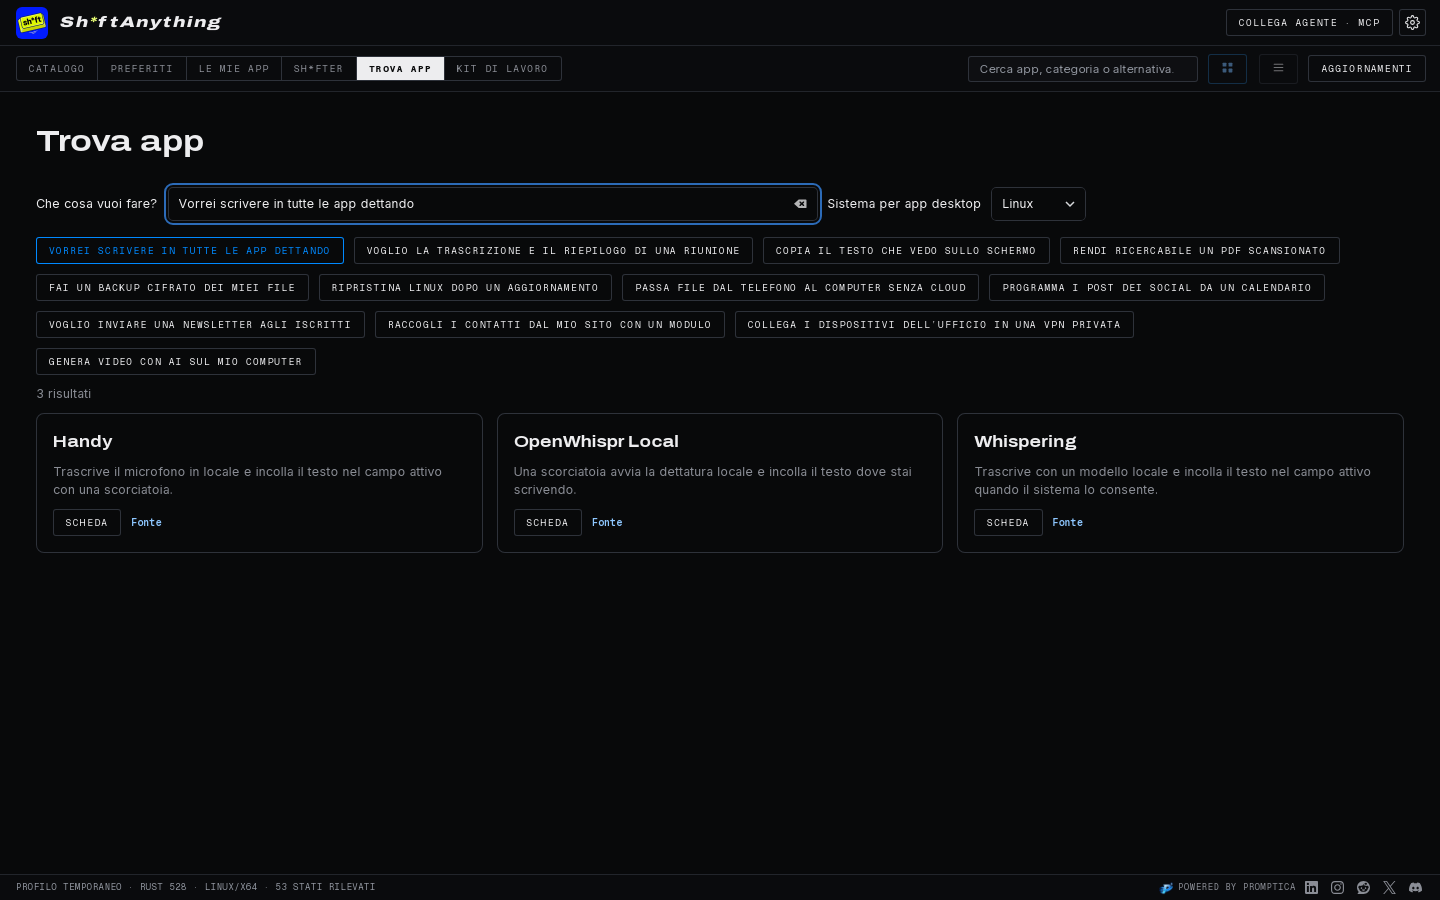 sh*ft
Sh*ftAnything
COLLEGA AGENTE · MCP
CATALOGO
PREFERITI
LE MIE APP
SH*FTER
TROVA APP
KIT DI LAVORO
Cerca app, categoria o alternativa.
AGGIORNAMENTI
Trova app
Che cosa vuoi fare?
Vorrei scrivere in tutte le app dettando
Sistema per app desktop
Linux
VORREI SCRIVERE IN TUTTE LE APP DETTANDO
VOGLIO LA TRASCRIZIONE E IL RIEPILOGO DI UNA RIUNIONE
COPIA IL TESTO CHE VEDO SULLO SCHERMO
RENDI RICERCABILE UN PDF SCANSIONATO
FAI UN BACKUP CIFRATO DEI MIEI FILE
RIPRISTINA LINUX DOPO UN AGGIORNAMENTO
PASSA FILE DAL TELEFONO AL COMPUTER SENZA CLOUD
PROGRAMMA I POST DEI SOCIAL DA UN CALENDARIO
VOGLIO INVIARE UNA NEWSLETTER AGLI ISCRITTI
RACCOGLI I CONTATTI DAL MIO SITO CON UN MODULO
COLLEGA I DISPOSITIVI DELL'UFFICIO IN UNA VPN PRIVATA
GENERA VIDEO CON AI SUL MIO COMPUTER
3 risultati
Handy
Trascrive il microfono in locale e incolla il testo nel campo attivo
con una scorciatoia.
SCHEDA
Fonte
OpenWhispr Local
Una scorciatoia avvia la dettatura locale e incolla il testo dove stai
scrivendo.
SCHEDA
Fonte
Whispering
Trascrive con un modello locale e incolla il testo nel campo attivo
quando il sistema lo consente.
SCHEDA
Fonte
PROFILO TEMPORANEO · RUST 528 · LINUX/X64 · 53 STATI RILEVATI
POWERED BY PROMPTICA